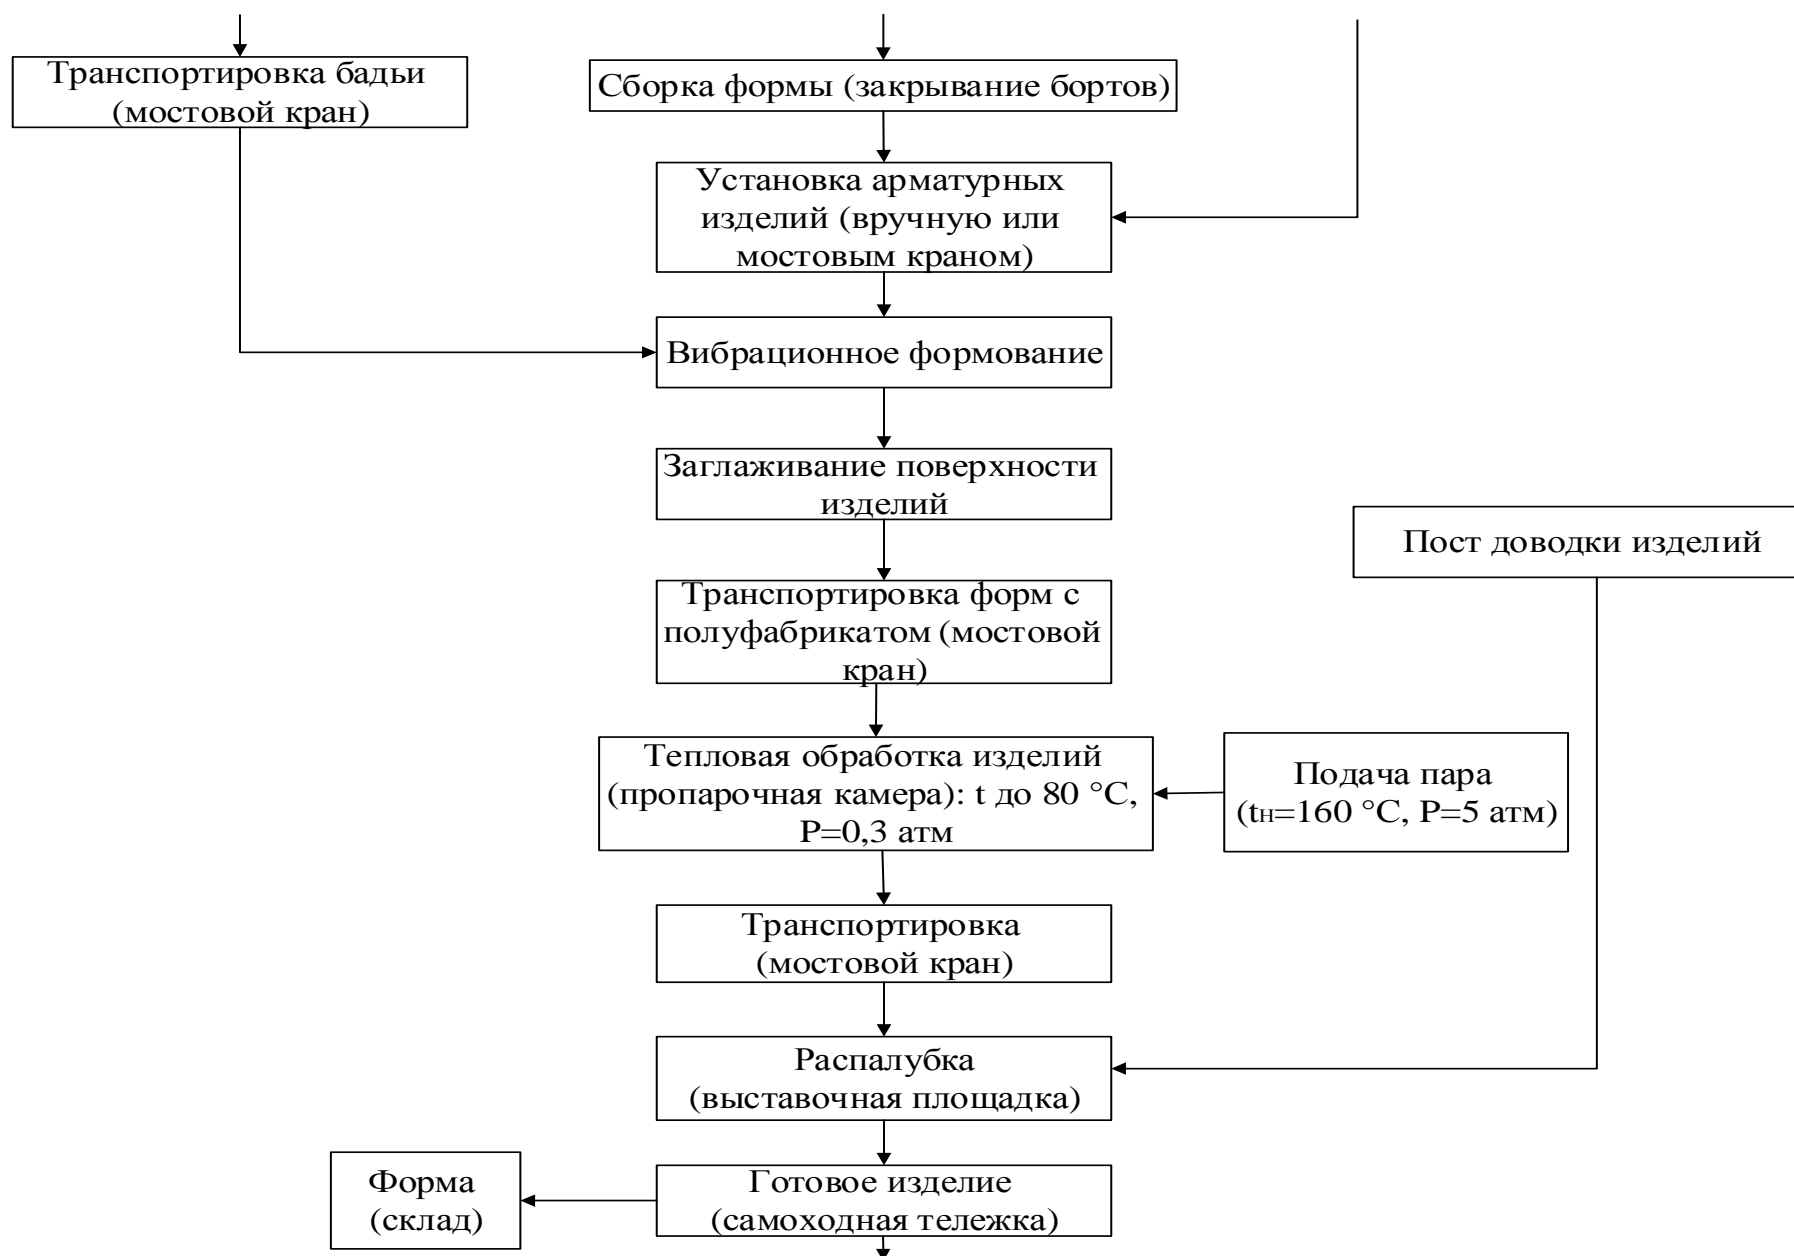 Транспортировка бадьи
(мостовой кран)
Сборка формы (закрывание бортов)
Установка арматурных
изделий (вручную или
мостовым краном)
Вибрационное формование
Заглаживание поверхности
изделий
Пост доводки изделий
Транспортировка форм с
полуфабрикатом (мостовой
кран)
Тепловая обработка изделий
(пропарочная камера): t до 80 °C,
P=0,3 атм
Подача пара
(tн=160 °C, P=5 атм)
Транспортировка
(мостовой кран)
Распалубка
(выставочная площадка)
Форма
(склад)
Готовое изделие
(самоходная тележка)